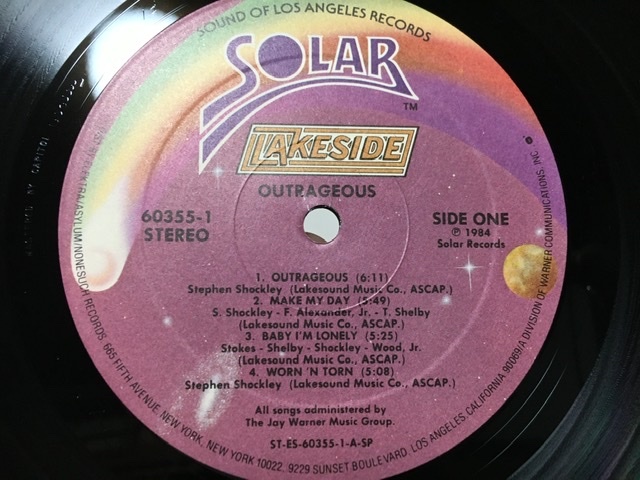 SOUND OF LOS ANGELES RECORDS
SOLAR
TM
LAKESIDE
OUTRAGEOUS
60355-1
STEREO
SIDE ONE
℗ 1984
Solar Records
1. OUTRAGEOUS (6:11)
Stephen Shockley (Lakesound Music Co., ASCAP.)
2. MAKE MY DAY (5:49)
S. Shockley - F. Alexander, Jr. - T. Shelby
(Lakesound Music Co., ASCAP.)
3. BABY I'M LONELY (5:25)
Stokes - Shelby - Shockley - Wood, Jr.
(Lakesound Music Co., ASCAP.)
4. WORN 'N TORN (5:08)
Stephen Shockley (Lakesound Music Co., ASCAP.)
All songs administered by
The Jay Warner Music Group.
ST-ES-60355-1-A-SP
ASYLUM/NONESUCH RECORDS, 665 FIFTH AVENUE, NEW YORK, NEW YORK 10022. 9229 SUNSET BOULEVARD, LOS ANGELES, CALIFORNIA 90069/A DIVISION OF WARNER COMMUNICATIONS, INC.